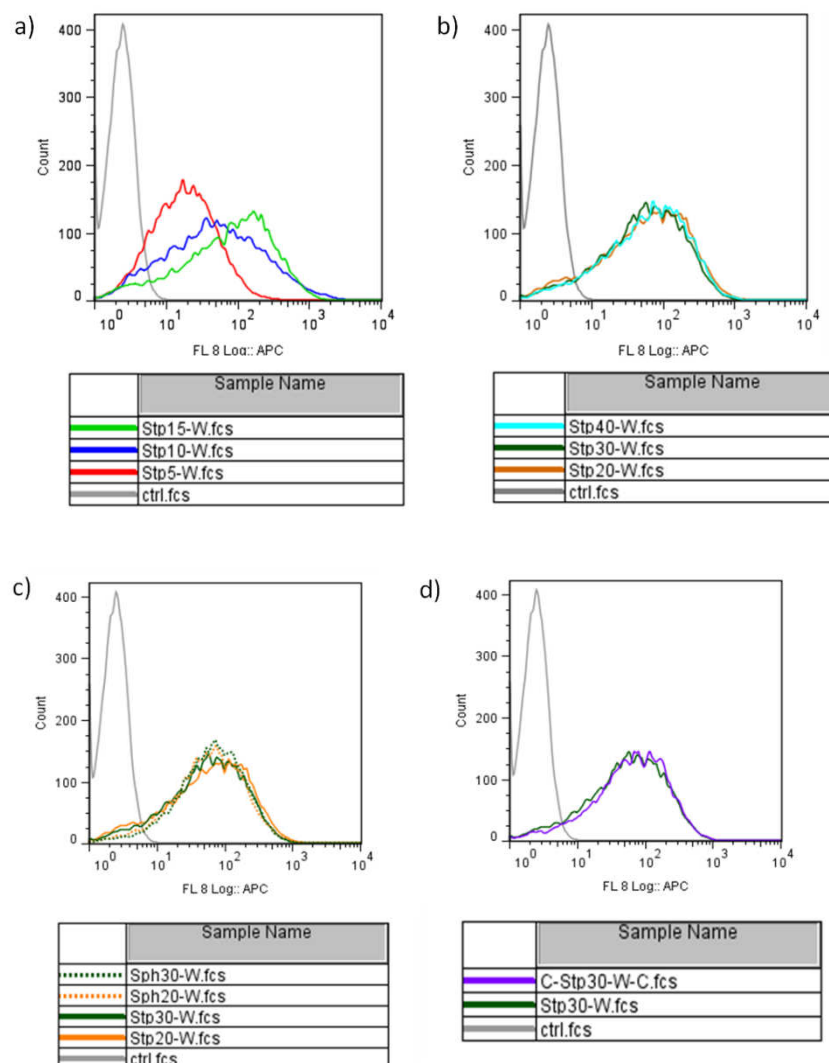 a)
400
300
200
100
0
Count
10^0 10^1 10^2 10^3 10^4
FL 8 Log:: APC
Sample Name
Stp15-W.fcs
Stp10-W.fcs
Stp5-W.fcs
ctrl.fcs
b)
400
300
200
100
0
Count
10^0 10^1 10^2 10^3 10^4
FL 8 Log:: APC
Sample Name
Stp40-W.fcs
Stp30-W.fcs
Stp20-W.fcs
ctrl.fcs
c)
400
300
200
100
0
Count
10^0 10^1 10^2 10^3 10^4
FL 8 Log:: APC
Sample Name
Sph30-W.fcs
Sph20-W.fcs
Stp30-W.fcs
Stp20-W.fcs
ctrl.fcs
d)
400
300
200
100
0
Count
10^0 10^1 10^2 10^3 10^4
FL 8 Log:: APC
Sample Name
C-Stp30-W-C.fcs
Stp30-W.fcs
ctrl.fcs